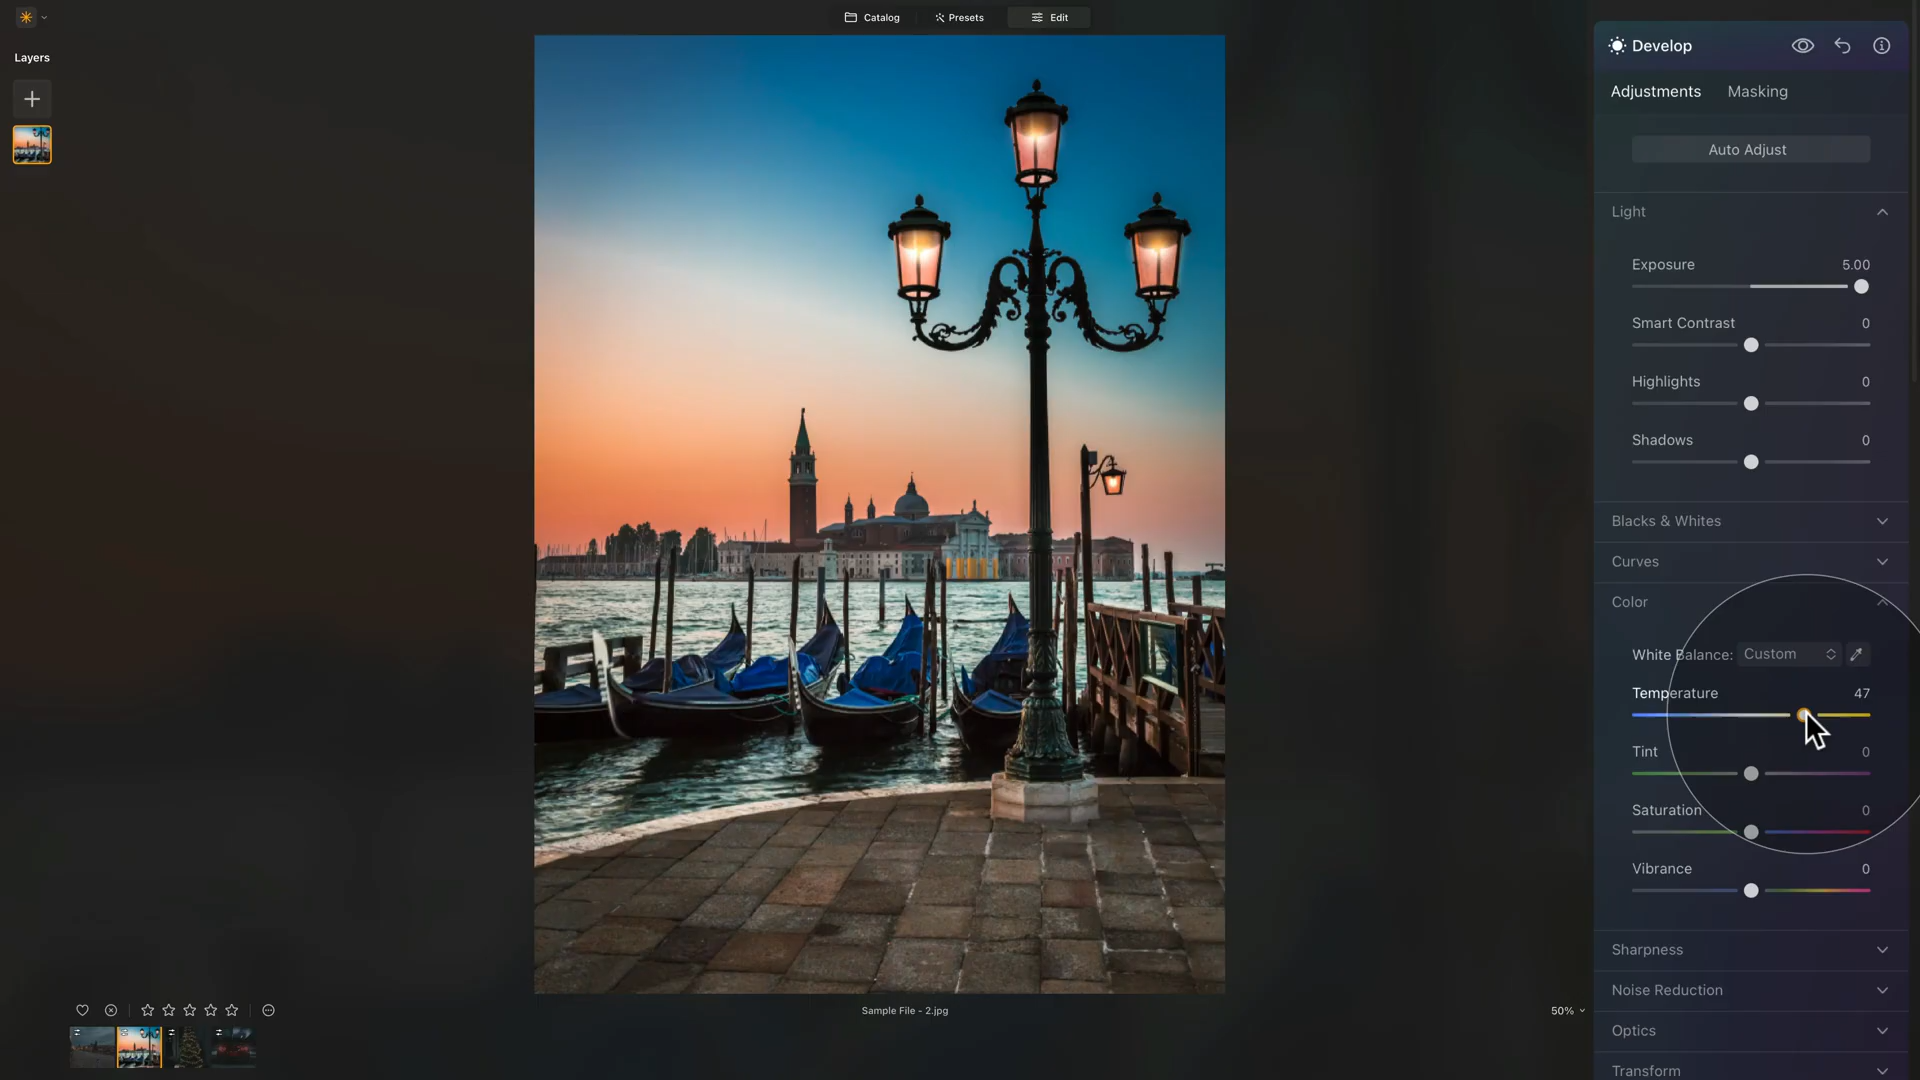 Catalog
Presets
Edit
Layers
Develop
Adjustments Masking
Auto Adjust
Light
Exposure 5.00
Smart Contrast 0
Highlights 0
Shadows 0
Blacks & Whites
Curves
Color
White Balance: Custom
Temperature 47
Tint 0
Saturation 0
Vibrance 0
Sharpness
Noise Reduction
Optics
Transform
Sample File - 2.jpg
50%